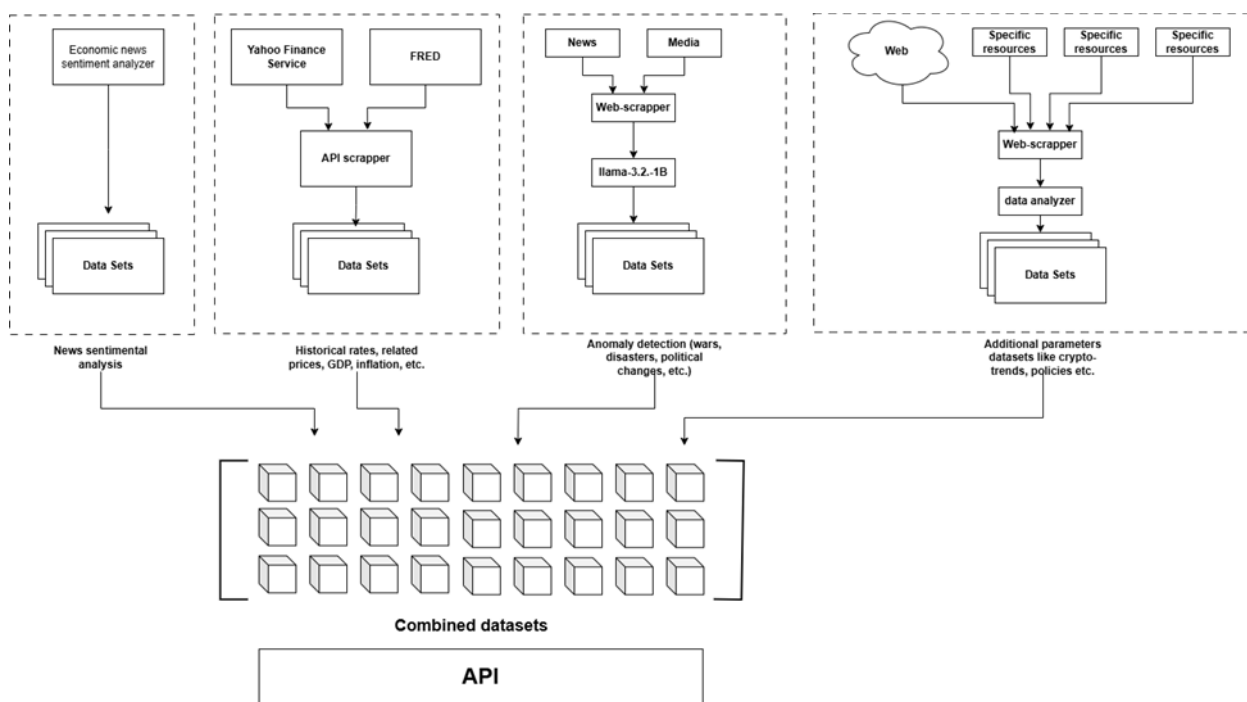 Economic news
sentiment analyzer
Data Sets
News sentimental
analysis
Yahoo Finance
Service
FRED
API scrapper
Data Sets
Historical rates, related
prices, GDP, inflation, etc.
News
Media
Web-scrapper
llama-3.2.-1B
Data Sets
Anomaly detection (wars,
disasters, political
changes, etc.)
Web
Specific
resources
Specific
resources
Specific
resources
Web-scrapper
data analyzer
Data Sets
Additional parameters
datasets like crypto-
trends, policies etc.
Combined datasets
API